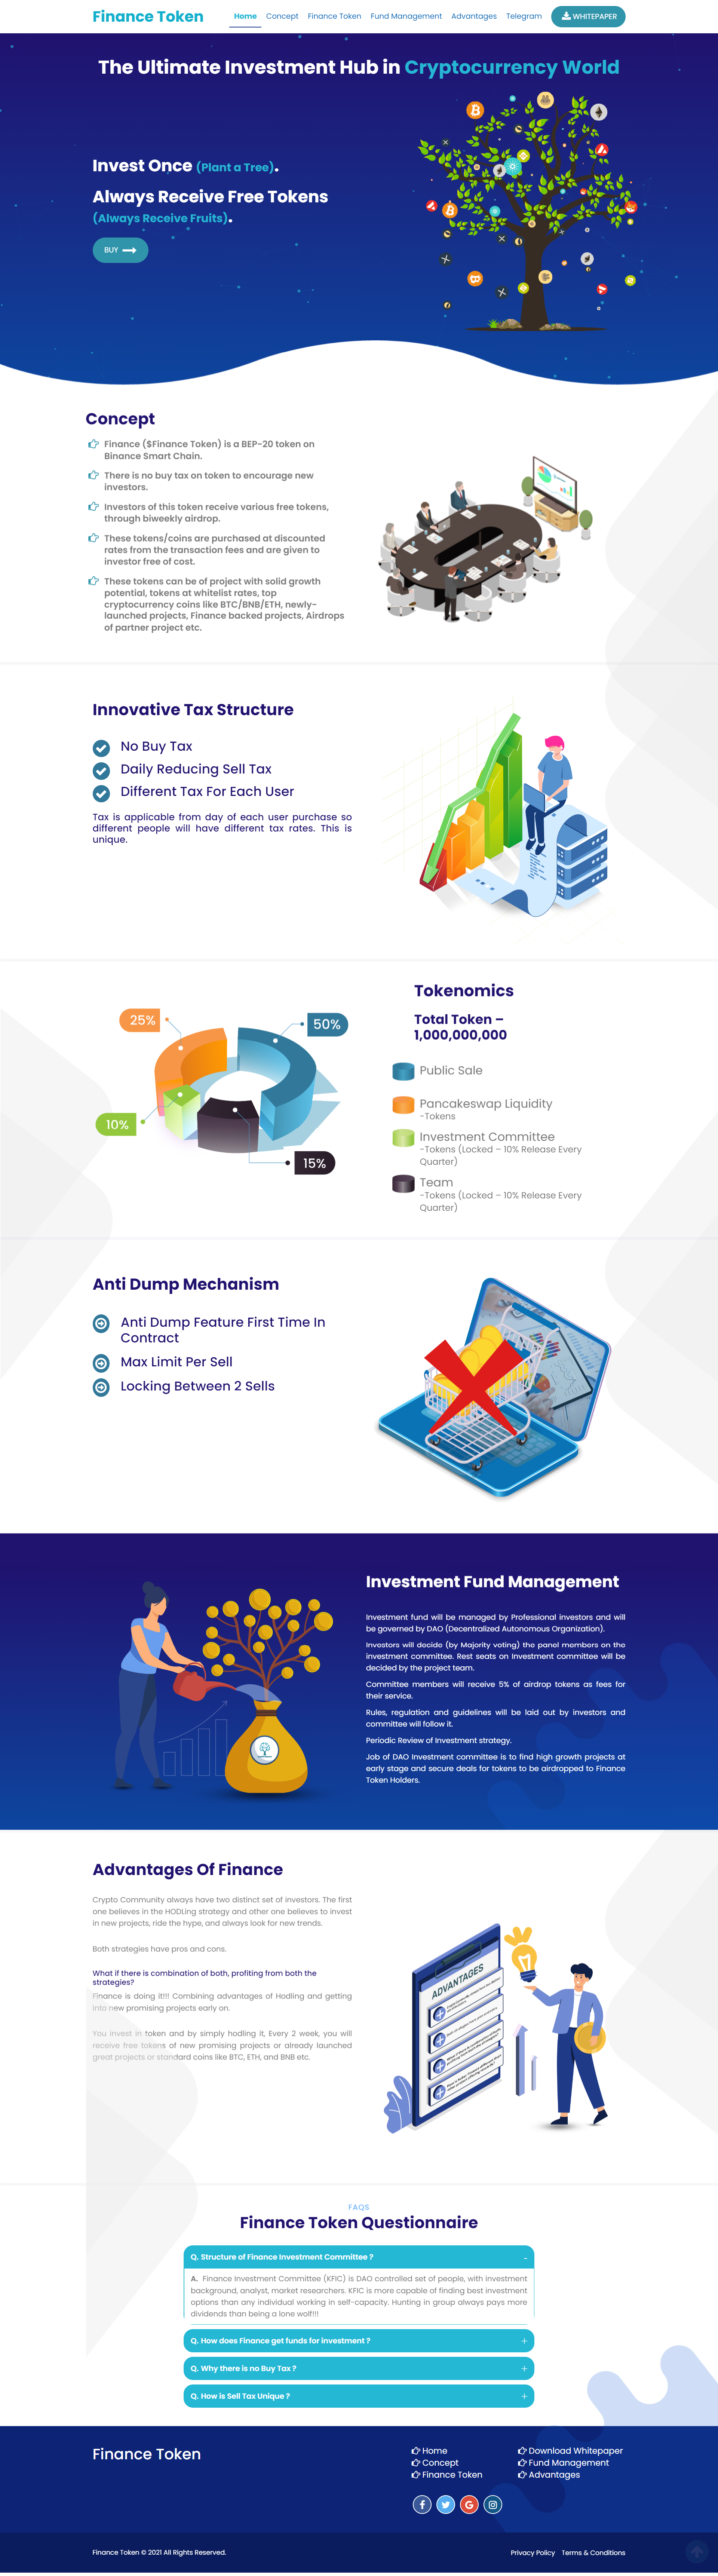 Finance Token
Home Concept Finance Token Fund Management Advantages Telegram WHITEPAPER
The Ultimate Investment Hub in Cryptocurrency World
Invest Once (Plant a Tree).
Always Receive Free Tokens
(Always Receive Fruits).
BUY
Concept
Finance ($Finance Token) is a BEP-20 token on
Binance Smart Chain.
There is no buy tax on token to encourage new
investors.
Investors of this token receive various free tokens,
through biweekly airdrop.
These tokens/coins are purchased at discounted
rates from the transaction fees and are given to
investor free of cost.
These tokens can be of project with solid growth
potential, tokens at whitelist rates, top
cryptocurrency coins like BTC/BNB/ETH, newly-
launched projects, Finance backed projects, Airdrops
of partner project etc.
Innovative Tax Structure
No Buy Tax
Daily Reducing Sell Tax
Different Tax For Each User
Tax is applicable from day of each user purchase so
different people will have different tax rates. This is
unique.
25%
50%
10%
15%
Tokenomics
Total Token –
1,000,000,000
Public Sale
Pancakeswap Liquidity
-Tokens
Investment Committee
-Tokens (Locked – 10% Release Every
Quarter)
Team
-Tokens (Locked – 10% Release Every
Quarter)
Anti Dump Mechanism
Anti Dump Feature First Time In
Contract
Max Limit Per Sell
Locking Between 2 Sells
Investment Fund Management
Investment fund will be managed by Professional investors and will
be governed by DAO (Decentralized Autonomous Organization).
Investors will decide (by Majority voting) the panel members on the
investment committee. Rest seats on Investment committee will be
decided by the project team.
Committee members will receive 5% of airdrop tokens as fees for
their service.
Rules, regulation and guidelines will be laid out by investors and
committee will follow it.
Periodic Review of Investment strategy.
Job of DAO Investment committee is to find high growth projects at
early stage and secure deals for tokens to be airdropped to Finance
Token Holders.
Advantages Of Finance
Crypto Community always have two distinct set of investors. The first
one believes in the HODLing strategy and other one believes to invest
in new projects, ride the hype, and always look for new trends.
Both strategies have pros and cons.
What if there is combination of both, profiting from both the
strategies?
Finance is doing it!!! Combining advantages of Hodling and getting
into new promising projects early on.
You invest in token and by simply hodling it, Every 2 week, you will
receive free tokens of new promising projects or already launched
great projects or standard coins like BTC, ETH, and BNB etc.
ADVANTAGES
FAQS
Finance Token Questionnaire
Q. Structure of Finance Investment Committee ? -
A. Finance Investment Committee (KFIC) is DAO controlled set of people, with investment
background, analyst, market researchers. KFIC is more capable of finding best investment
options than any individual working in self-capacity. Hunting in group always pays more
dividends than being a lone wolf!!!
Q. How does Finance get funds for investment ? +
Q. Why there is no Buy Tax ? +
Q. How is Sell Tax Unique ? +
Finance Token
Home
Concept
Finance Token
Download Whitepaper
Fund Management
Advantages
Finance Token © 2021 All Rights Reserved.
Privacy Policy Terms & Conditions